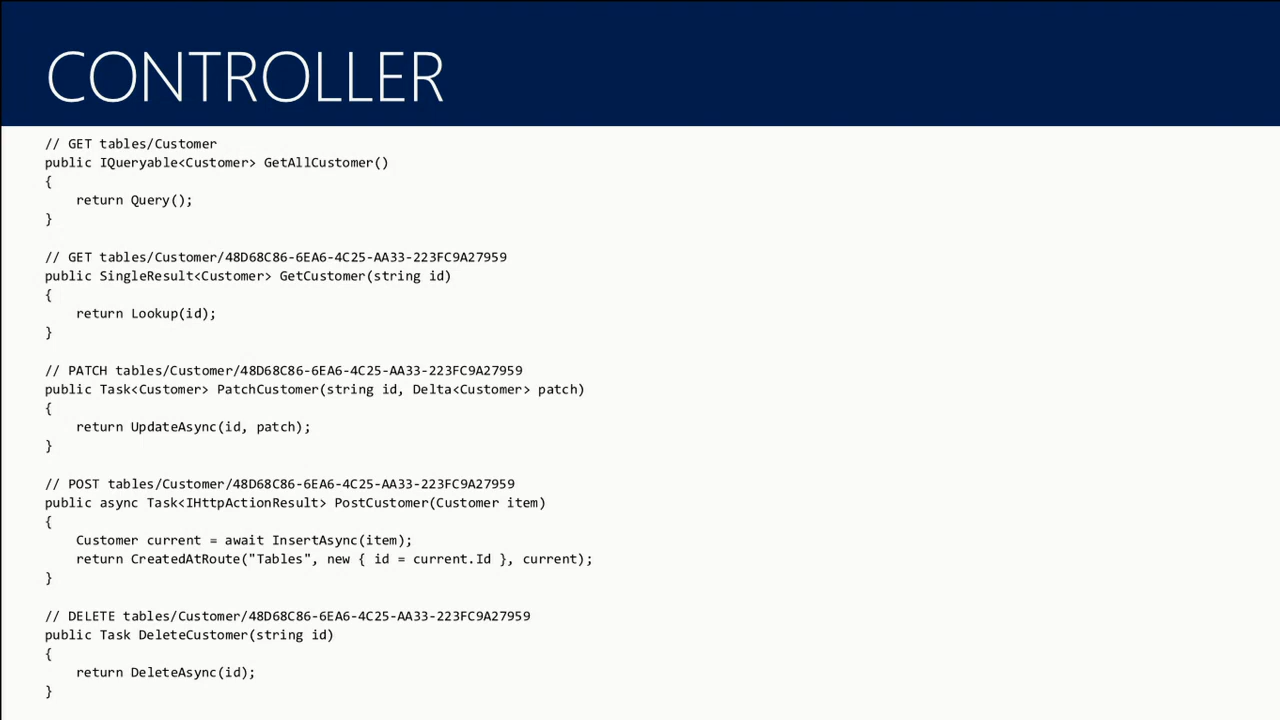 CONTROLLER
// GET tables/Customer
public IQueryable<Customer> GetAllCustomer()
{
    return Query();
}
// GET tables/Customer/48D68C86-6EA6-4C25-AA33-223FC9A27959
public SingleResult<Customer> GetCustomer(string id)
{
    return Lookup(id);
}
// PATCH tables/Customer/48D68C86-6EA6-4C25-AA33-223FC9A27959
public Task<Customer> PatchCustomer(string id, Delta<Customer> patch)
{
    return UpdateAsync(id, patch);
}
// POST tables/Customer/48D68C86-6EA6-4C25-AA33-223FC9A27959
public async Task<IHttpActionResult> PostCustomer(Customer item)
{
    Customer current = await InsertAsync(item);
    return CreatedAtRoute("Tables", new { id = current.Id }, current);
}
// DELETE tables/Customer/48D68C86-6EA6-4C25-AA33-223FC9A27959
public Task DeleteCustomer(string id)
{
    return DeleteAsync(id);
}